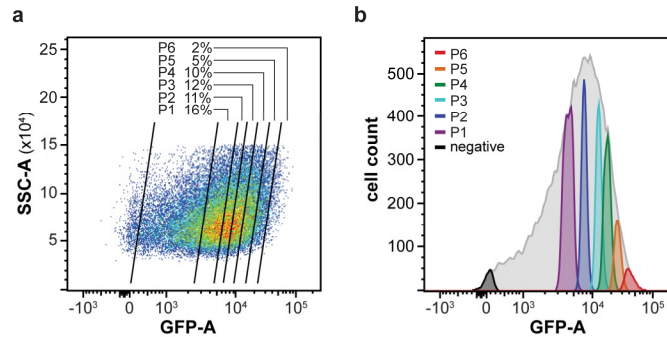 a
P6 2%
P5 5%
P4 10%
P3 12%
P2 11%
P1 16%
25
20
15
10
5
SSC-A (x10⁴)
-10³ 0 10³ 10⁴ 10⁵
GFP-A
b
P6
P5
P4
P3
P2
P1
negative
500
400
300
200
100
cell count
-10³ 0 10³ 10⁴ 10⁵
GFP-A